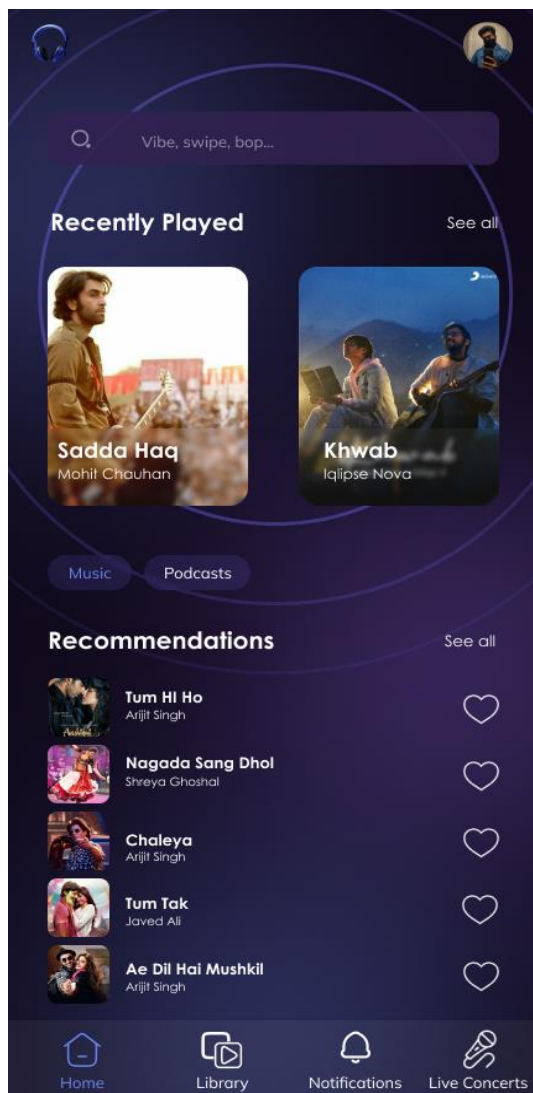 Vibe, swipe, bop...
Recently Played
See all
Sadda Haq
Mohit Chauhan
Khwab
Iqlipse Nova
Music
Podcasts
Recommendations
See all
Tum HI Ho
Arijit Singh
Nagada Sang Dhol
Shreya Ghoshal
Chaleya
Arijit Singh
Tum Tak
Javed Ali
Ae Dil Hai Mushkil
Arijit Singh
Home
Library
Notifications
Live Concerts